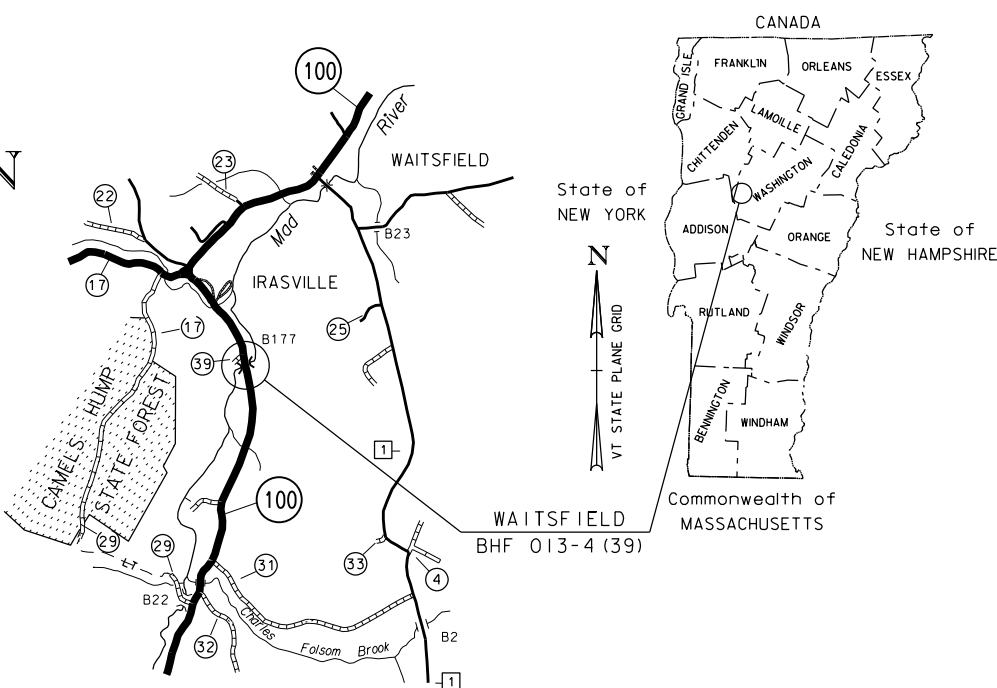 CANADA
FRANKLIN
ORLEANS
ESSEX
GRAND ISLE
LAMOILLE
CHITTENDEN
CALEDONIA
WASHINGTON
State of
NEW YORK
ADDISON
ORANGE
State of
NEW HAMPSHIRE
N
VT STATE PLANE GRID
RUTLAND
WINDSOR
BENNINGTON
WINDHAM
Commonwealth of
MASSACHUSETTS
100
River
WAITSFIELD
23
22
N
Mad
B23
IRASVILLE
17
17
25
B177
39
CAMELS HUMP
STATE FOREST
1
100
WAITSFIELD
BHF 013-4 (39)
29
29
31
33
4
B22
32
Charles
Folsom Brook
B2
1